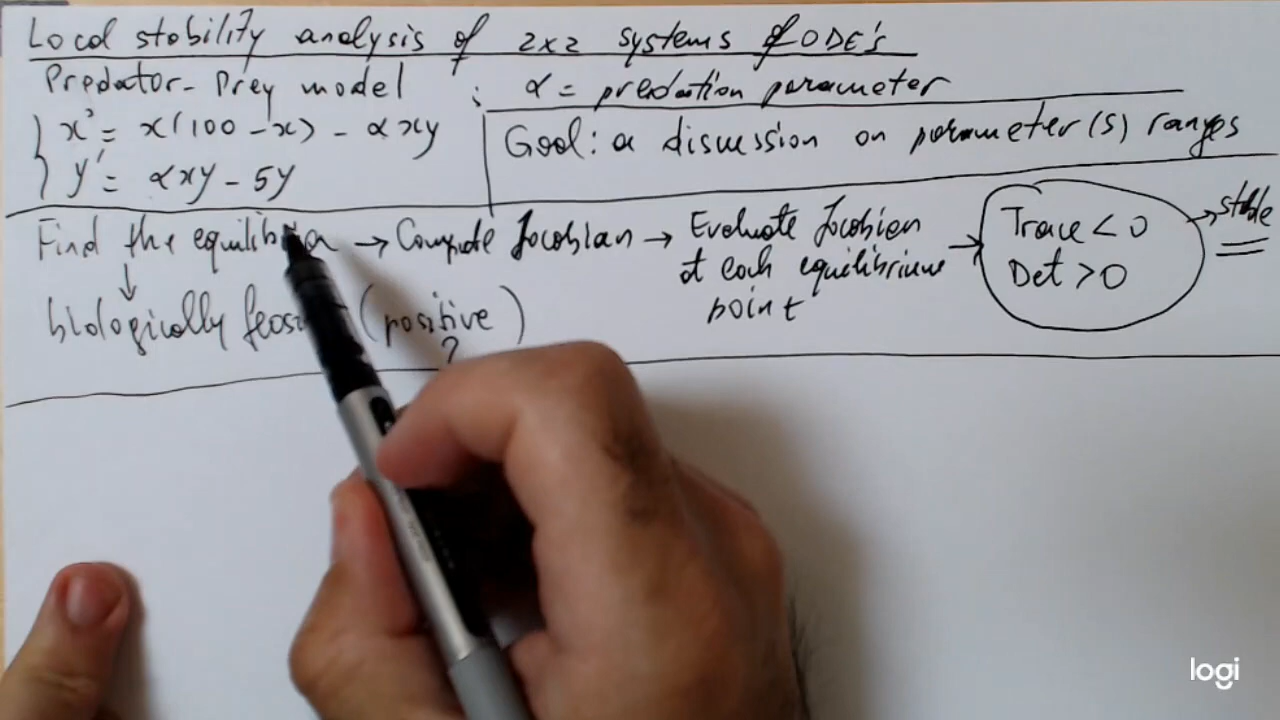 Local stability analysis of 2x2 systems of ODE's
Predator-Prey model ; α = predation parameter
x' = x(100 - x) - αxy
y' = αxy - 5y
Goal: a discussion on parameter(s) ranges
Find the equilibria → Compute Jacobian → Evaluate Jacobian at each equilibrium point → Trace < 0 Det > 0 → stable
↓
biologically (positive ?)
logi